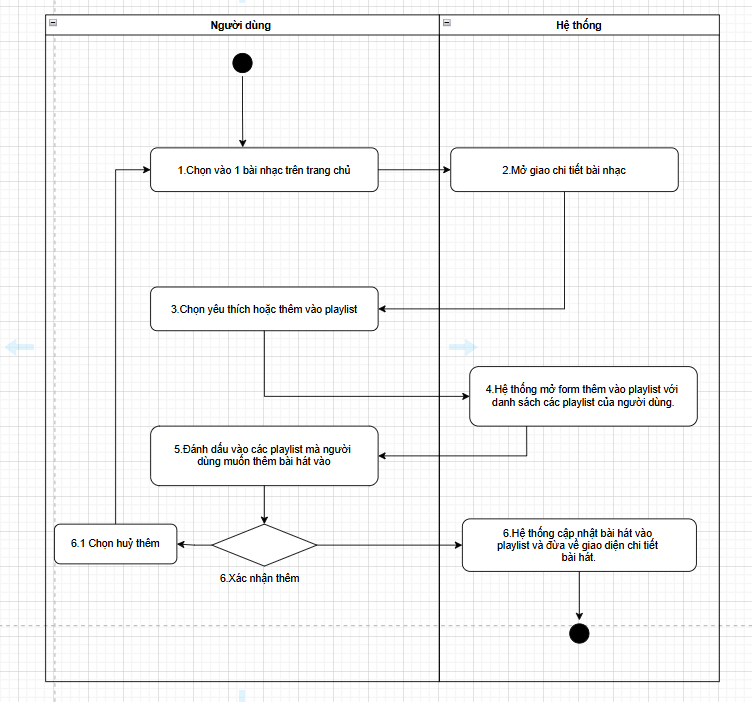 Người dùng
Hệ thống
1.Chọn vào 1 bài nhạc trên trang chủ
2.Mở giao chi tiết bài nhạc
3.Chọn yêu thích hoặc thêm vào playlist
4.Hệ thống mở form thêm vào playlist với
danh sách các playlist của người dùng.
5.Đánh dấu vào các playlist mà người
dùng muốn thêm bài hát vào
6.1 Chọn huỷ thêm
6.Xác nhận thêm
6.Hệ thống cập nhật bài hát vào
playlist và đừa về giao diện chi tiết
bài hát.